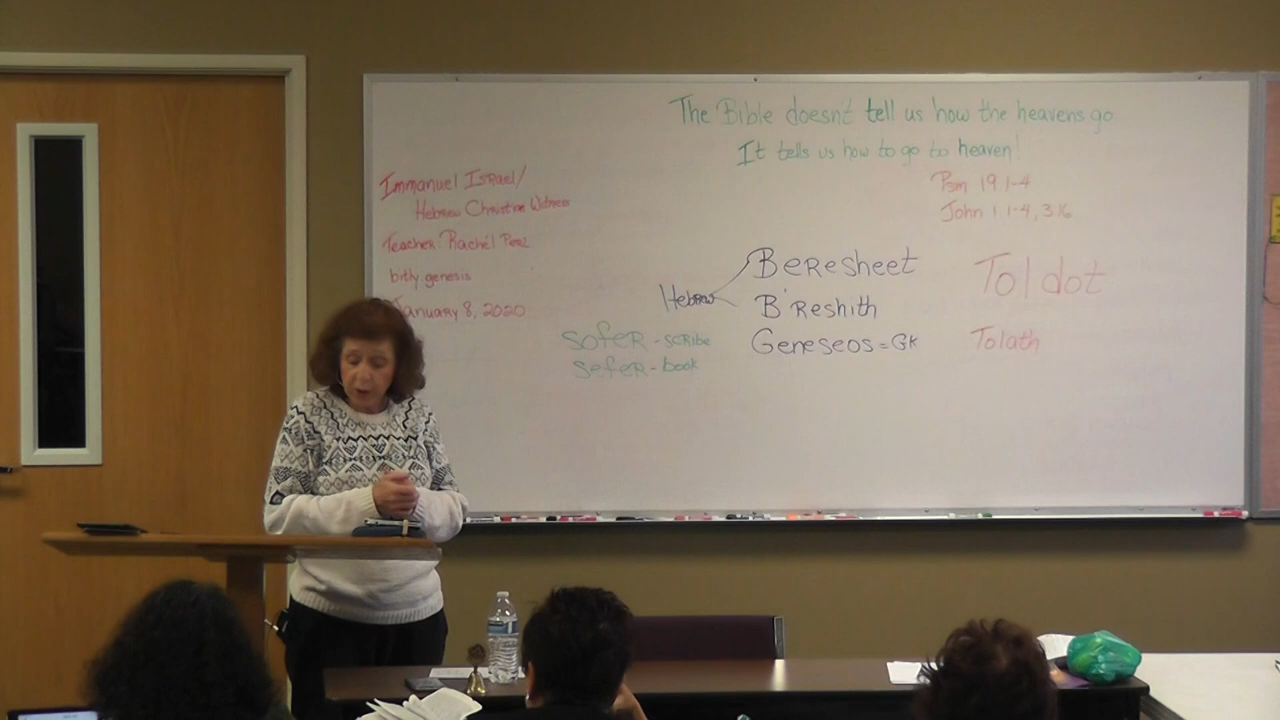 The Bible doesn't tell us how the heavens go
It tells us how to go to heaven!
Psm 19 1-4
John 1 1-4, 3 16
Immanuel Israel/
Hebrew Christian Witness
Teacher: Rachél Perez
bitly.genesis
January 8, 2020
Hebrew
Beresheet
B'Reshith
Geneseos = GK
Toldot
Tolath
Sofer - scribe
Sefer - book